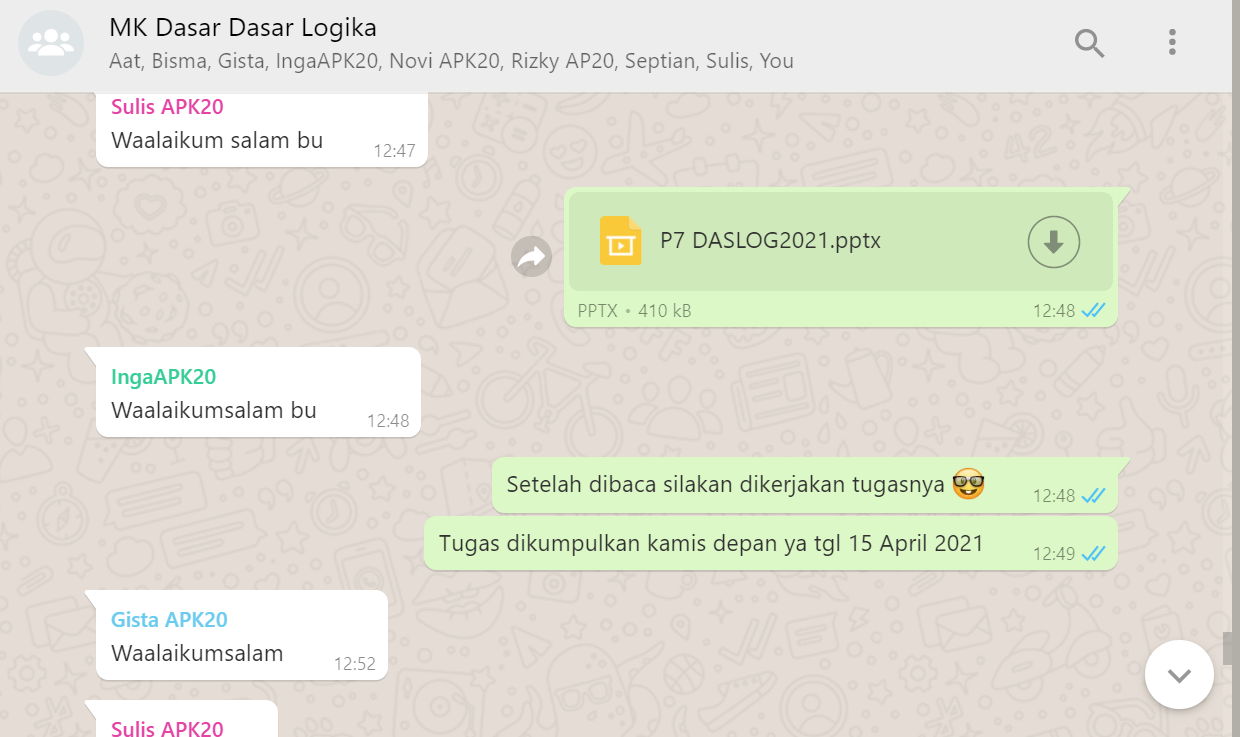 MK Dasar Dasar Logika
Aat, Bisma, Gista, IngaAPK20, Novi APK20, Rizky AP20, Septian, Sulis, You
Sulis APK20
Waalaikum salam bu
12:47
P7 DASLOG2021.pptx
PPTX • 410 kB
12:48
IngaAPK20
Waalaikumsalam bu
12:48
Setelah dibaca silakan dikerjakan tugasnya 🤓
12:48
Tugas dikumpulkan kamis depan ya tgl 15 April 2021
12:49
Gista APK20
Waalaikumsalam
12:52
Sulis APK20